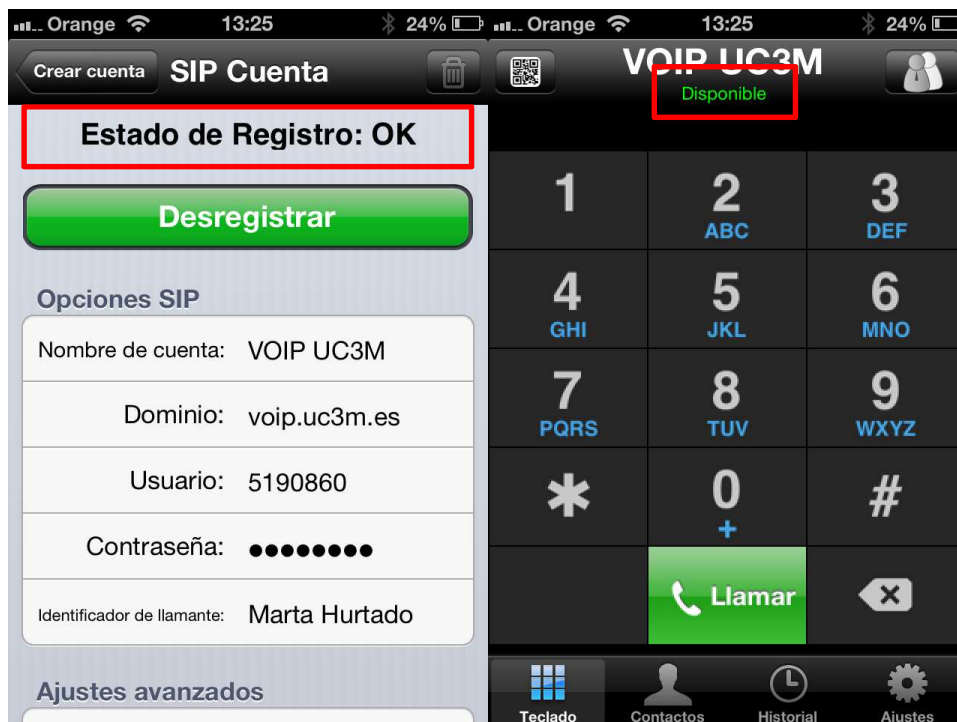 Orange 13:25 24%
Crear cuenta SIP Cuenta
Estado de Registro: OK
Desregistrar
Opciones SIP
Nombre de cuenta: VOIP UC3M
Dominio: voip.uc3m.es
Usuario: 5190860
Contraseña: ●●●●●●●●
Identificador de llamante: Marta Hurtado
Ajustes avanzados
Orange 13:25 24%
VOIP UC3M
Disponible
1 2 3
ABC DEF
4 5 6
GHI JKL MNO
7 8 9
PQRS TUV WXYZ
* 0 #
+
Llamar
Teclado Contactos Historial Ajustes